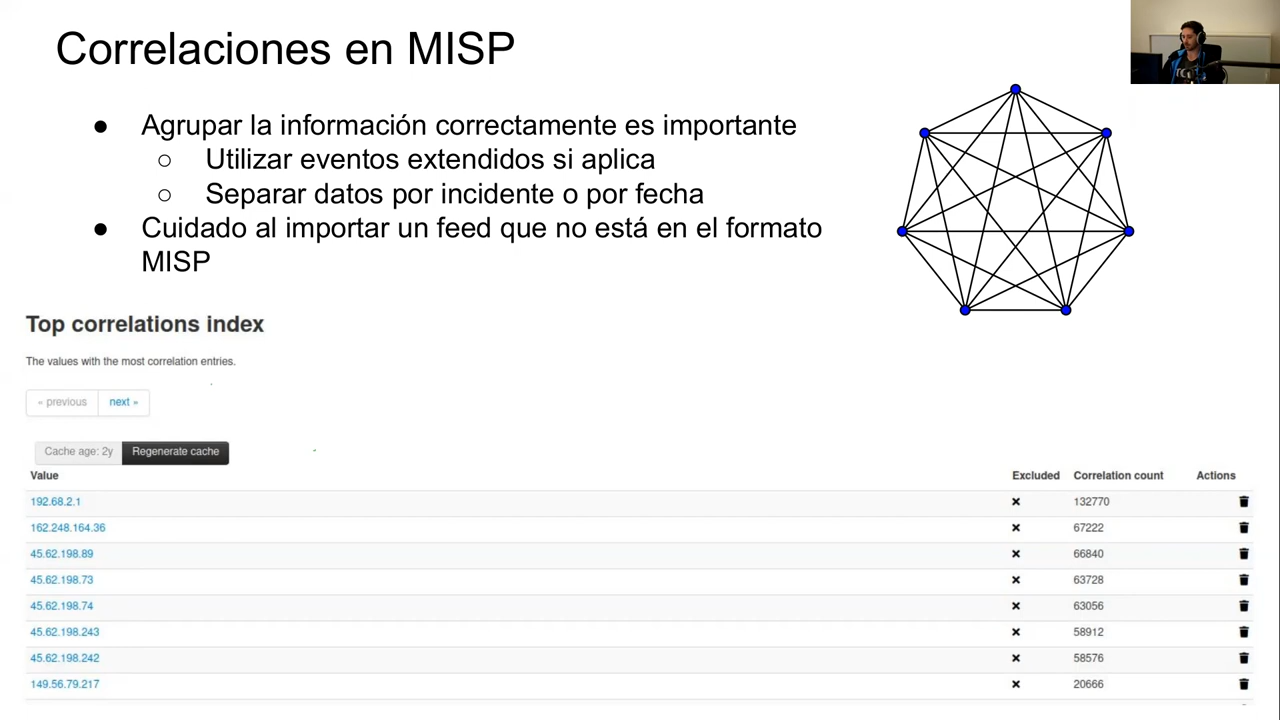 Correlaciones en MISP
● Agrupar la información correctamente es importante
○ Utilizar eventos extendidos si aplica
○ Separar datos por incidente o por fecha
● Cuidado al importar un feed que no está en el formato
MISP
Top correlations index
The values with the most correlation entries.
« previous next »
Cache age: 2y Regenerate cache
Value Excluded Correlation count Actions
192.68.2.1 132770
162.248.164.36 67222
45.62.198.89 66840
45.62.198.73 63728
45.62.198.74 63056
45.62.198.243 58912
45.62.198.242 58576
149.56.79.217 20666